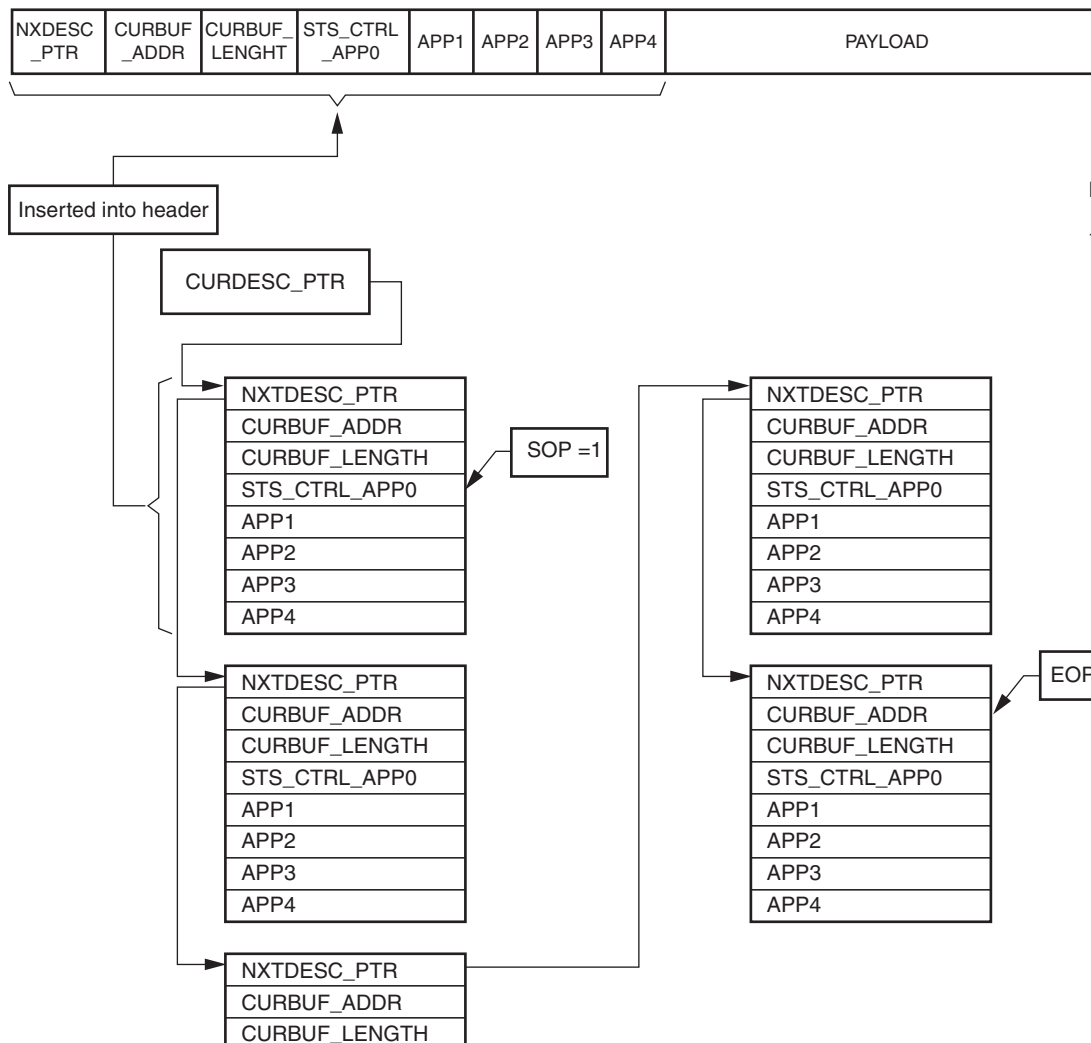 NXDESC
_PTR
CURBUF
_ADDR
CURBUF_
LENGHT
STS_CTRL
_APP0
APP1
APP2
APP3
APP4
PAYLOAD
Inserted into header
CURDESC_PTR
NXTDESC_PTR
CURBUF_ADDR
CURBUF_LENGTH
STS_CTRL_APP0
APP1
APP2
APP3
APP4
SOP =1
NXTDESC_PTR
CURBUF_ADDR
CURBUF_LENGTH
STS_CTRL_APP0
APP1
APP2
APP3
APP4
NXTDESC_PTR
CURBUF_ADDR
CURBUF_LENGTH
NXTDESC_PTR
CURBUF_ADDR
CURBUF_LENGTH
STS_CTRL_APP0
APP1
APP2
APP3
APP4
NXTDESC_PTR
CURBUF_ADDR
CURBUF_LENGTH
STS_CTRL_APP0
APP1
APP2
APP3
APP4